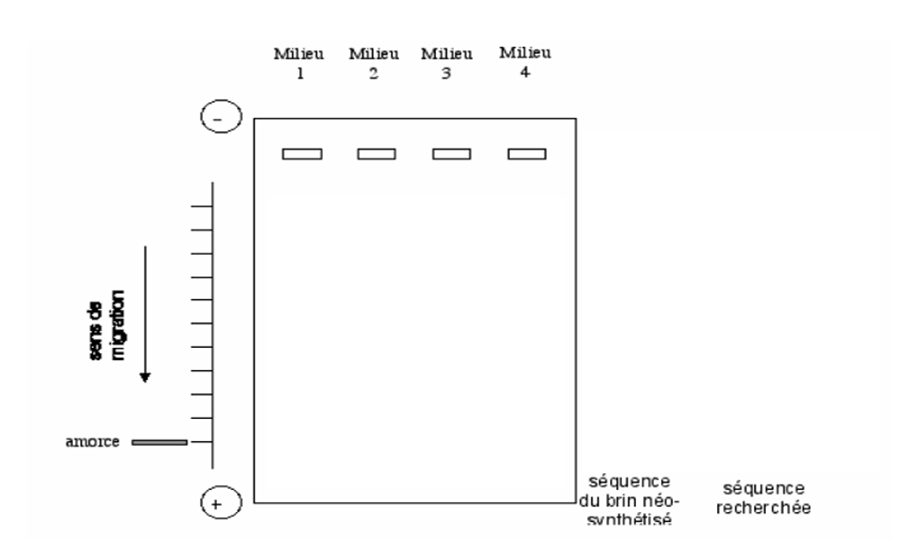 Milieu
1
Milieu
2
Milieu
3
Milieu
4
–
sens de
migration
amorce
+
séquence
du brin néo-
synthétisé
séquence
recherchée